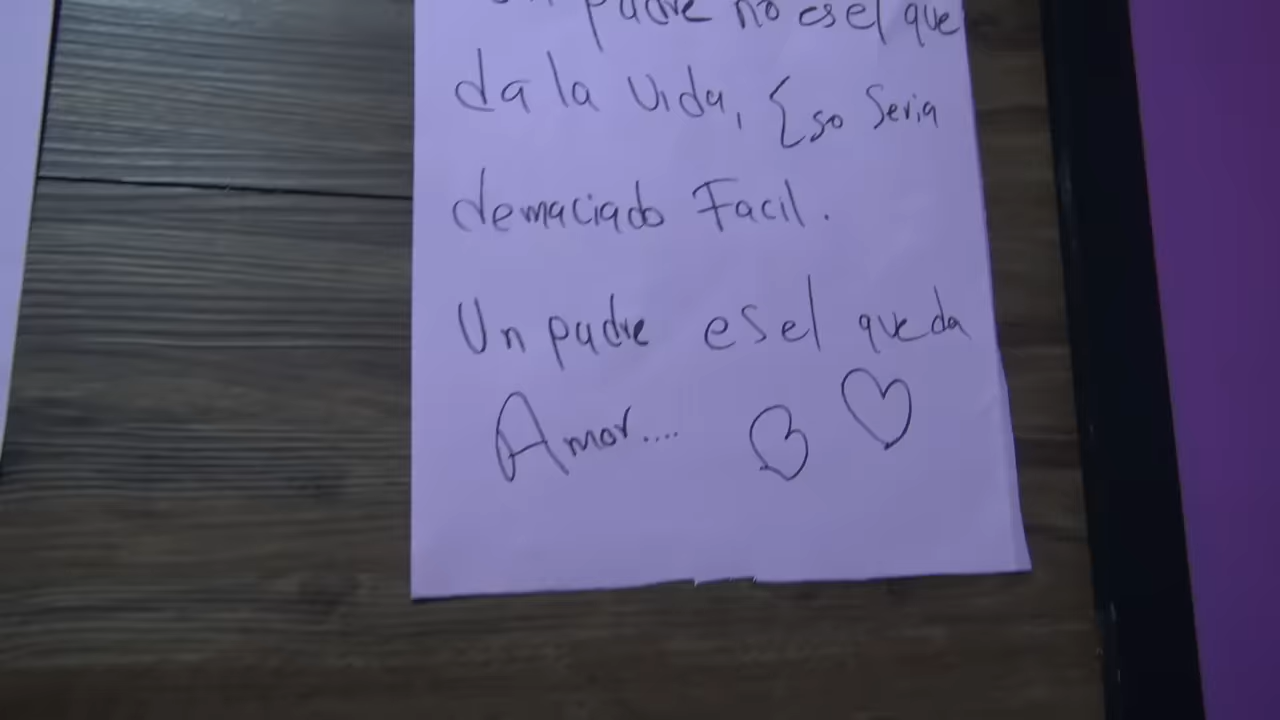 Un padre no es el que
da la vida, Eso Seria
demaciado Facil.
Un padre es el que da
Amor....